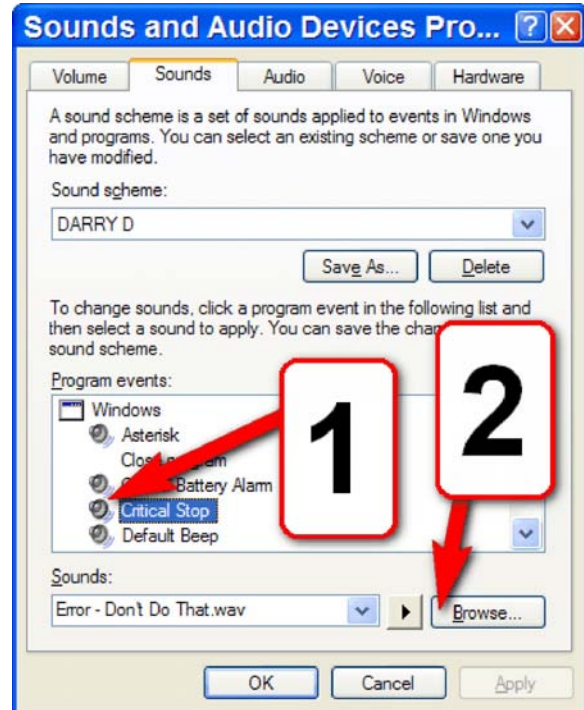 Sounds and Audio Devices Pro...
Volume Sounds Audio Voice Hardware
A sound scheme is a set of sounds applied to events in Windows
and programs. You can select an existing scheme or save one you
have modified.
Sound scheme:
DARRY D
Save As... Delete
To change sounds, click a program event in the following list and
then select a sound to apply. You can save the
sound scheme.
Program events:
Windows
Asterisk
Close program
Battery Alarm
Critical Stop
Default Beep
1
2
Sounds:
Error - Don't Do That.wav
Browse...
OK Cancel Apply